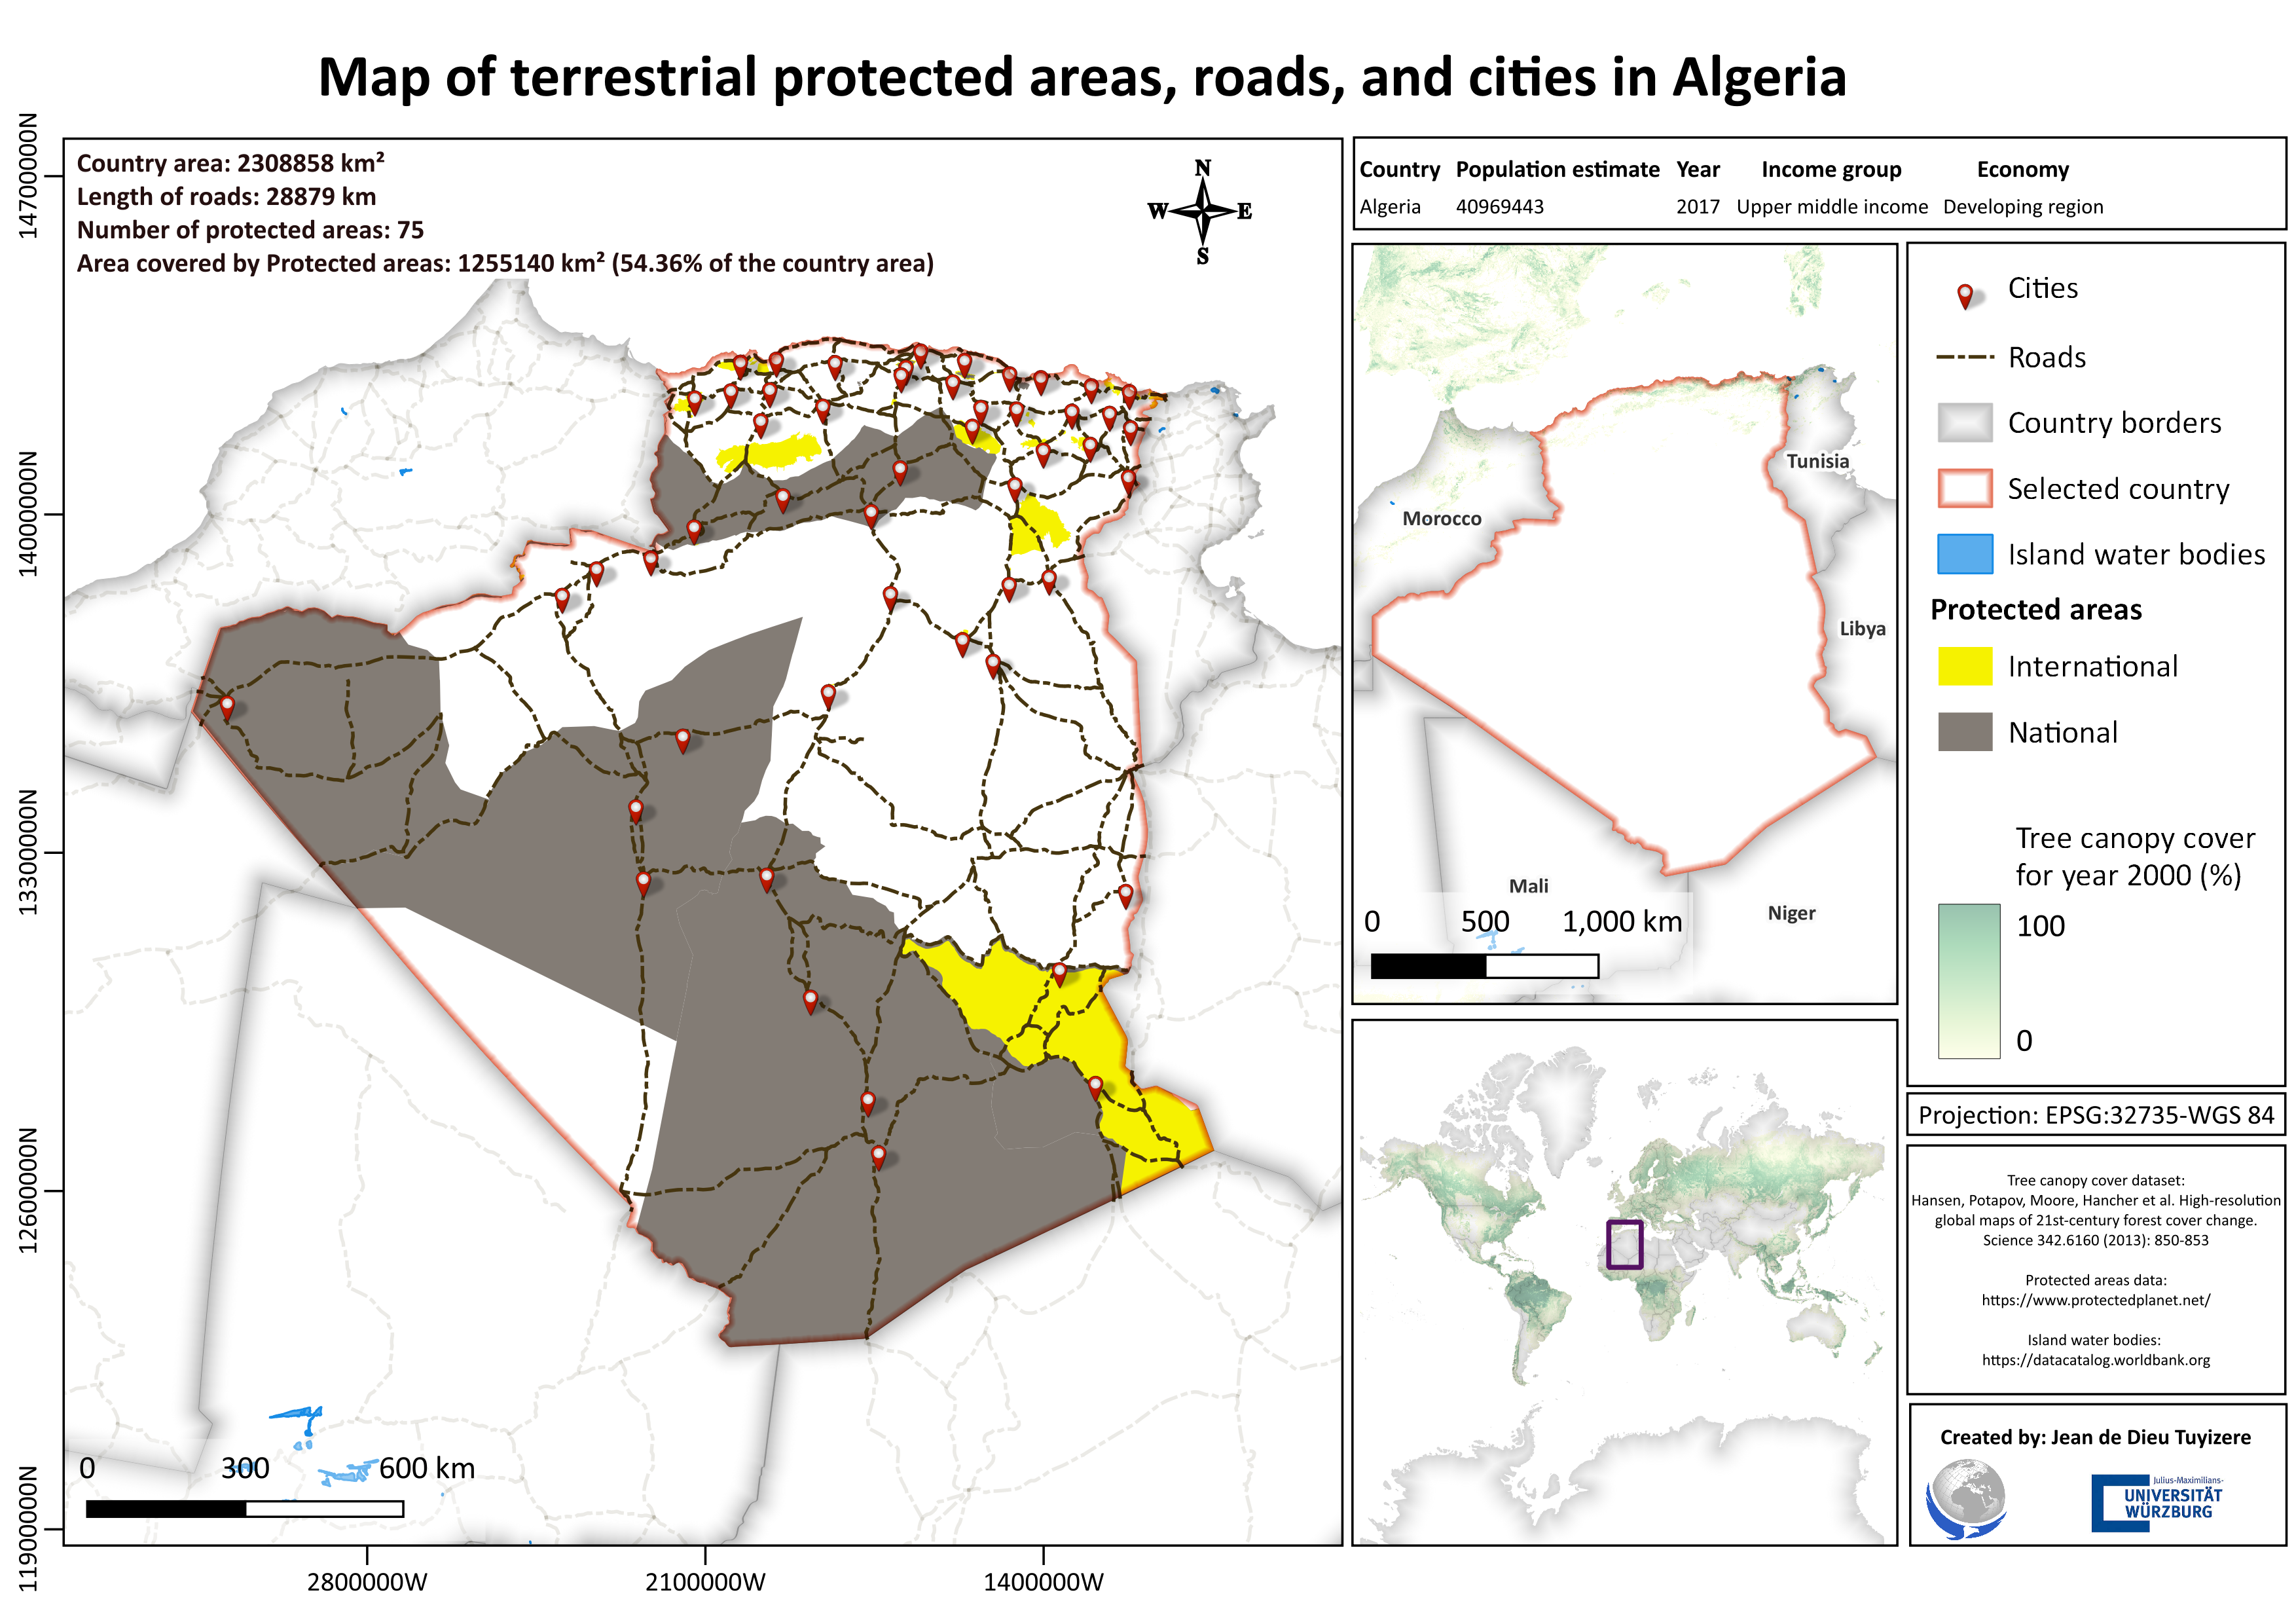 Map of terrestrial protected areas, roads, and cities in Algeria
Country area: 2308858 km²
Length of roads: 28879 km
Number of protected areas: 75
Area covered by Protected areas: 1255140 km² (54.36% of the country area)
N
W E
S
14700000N
14000000N
13300000N
12600000N
11900000N
2800000W 2100000W 1400000W
0 300 600 km
Country Population estimate Year Income group Economy
Algeria 40969443 2017 Upper middle income Developing region
Morocco
Tunisia
Libya
Mali
Niger
0 500 1,000 km
Cities
Roads
Country borders
Selected country
Island water bodies
Protected areas
International
National
Tree canopy cover
for year 2000 (%)
100
0
Projection: EPSG:32735-WGS 84
Tree canopy cover dataset:
Hansen, Potapov, Moore, Hancher et al. High-resolution
global maps of 21st-century forest cover change.
Science 342.6160 (2013): 850-853
Protected areas data:
https://www.protectedplanet.net/
Island water bodies:
https://datacatalog.worldbank.org
Created by: Jean de Dieu Tuyizere
Julius-Maximilians-
UNIVERSITÄT
WÜRZBURG